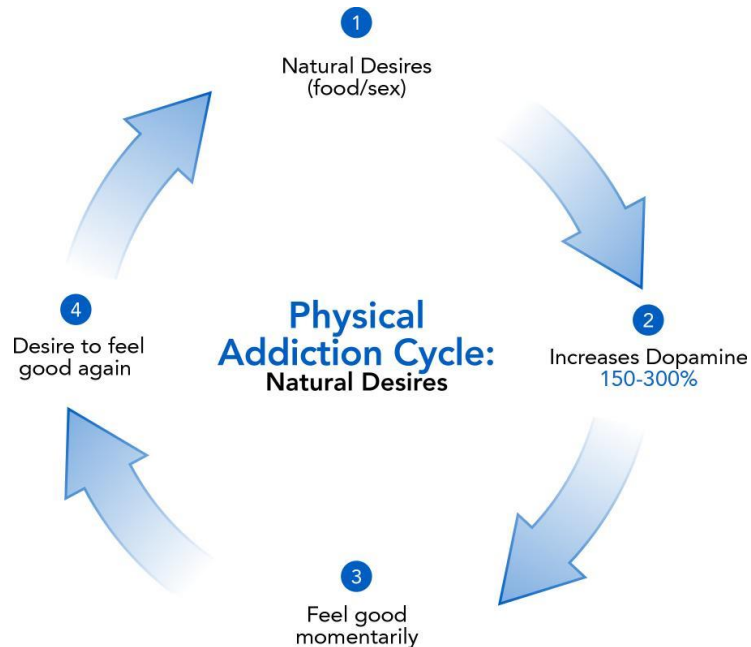 1
Natural Desires
(food/sex)
2
Increases Dopamine
150-300%
3
Feel good
momentarily
4
Desire to feel
good again
Physical
Addiction Cycle:
Natural Desires